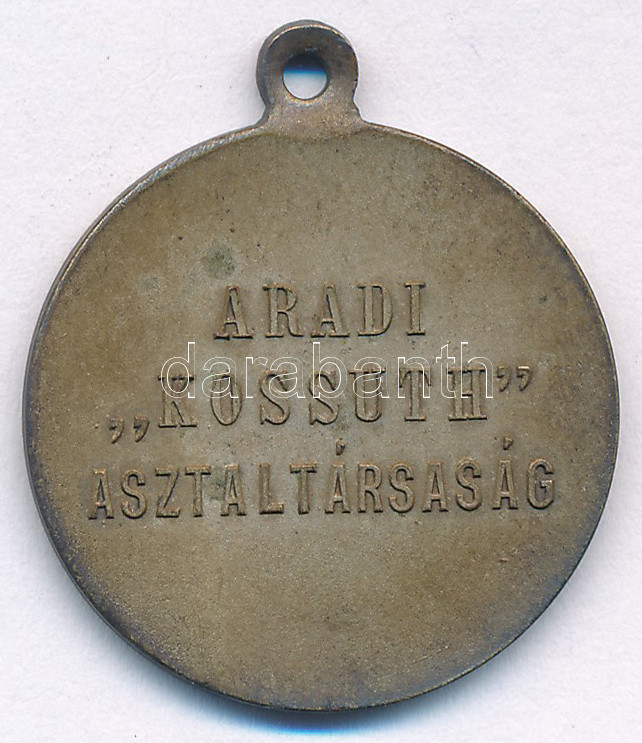 ARADI
„KOSSUTH”
ASZTALTÁRSASÁG
darabanth